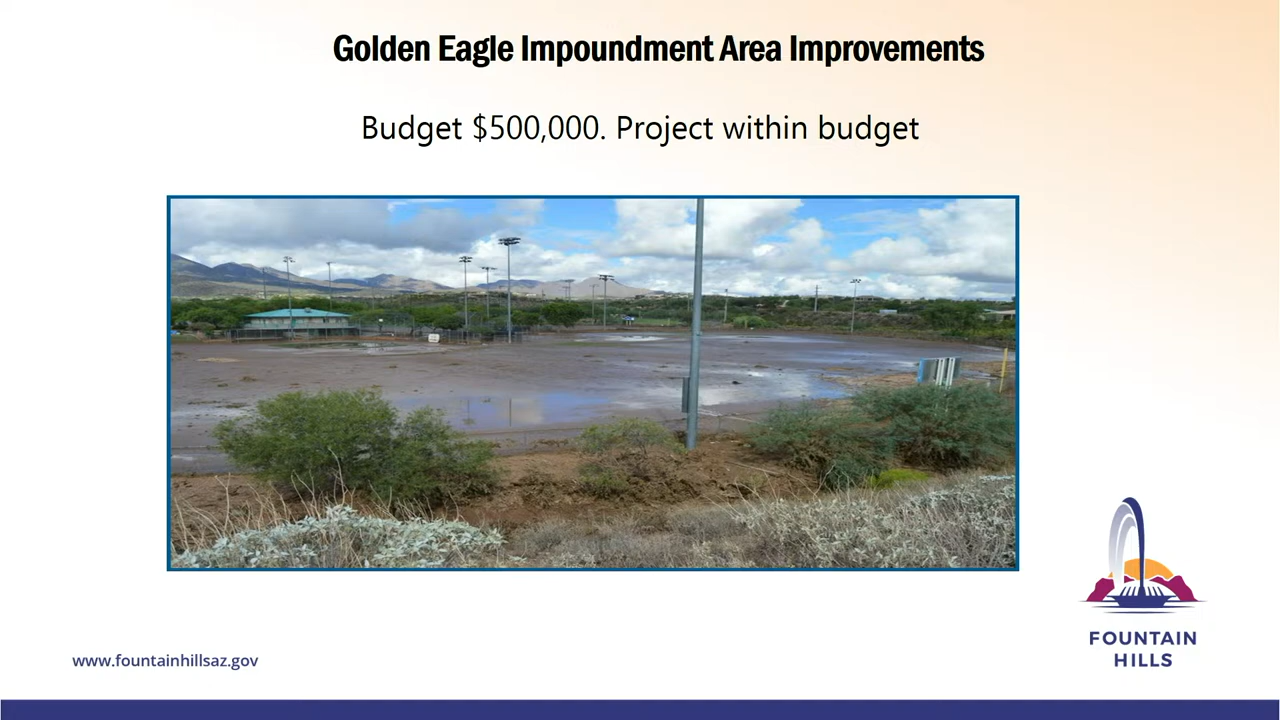 Golden Eagle Impoundment Area Improvements
Budget $500,000. Project within budget
FOUNTAIN
HILLS
www.fountainhillsaz.gov